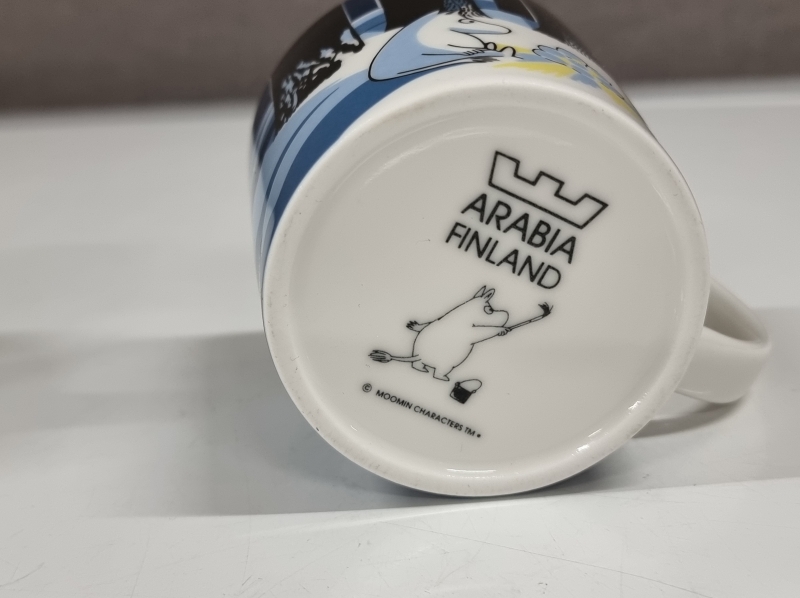 ARABIA
FINLAND
© MOOMIN CHARACTERS TM •